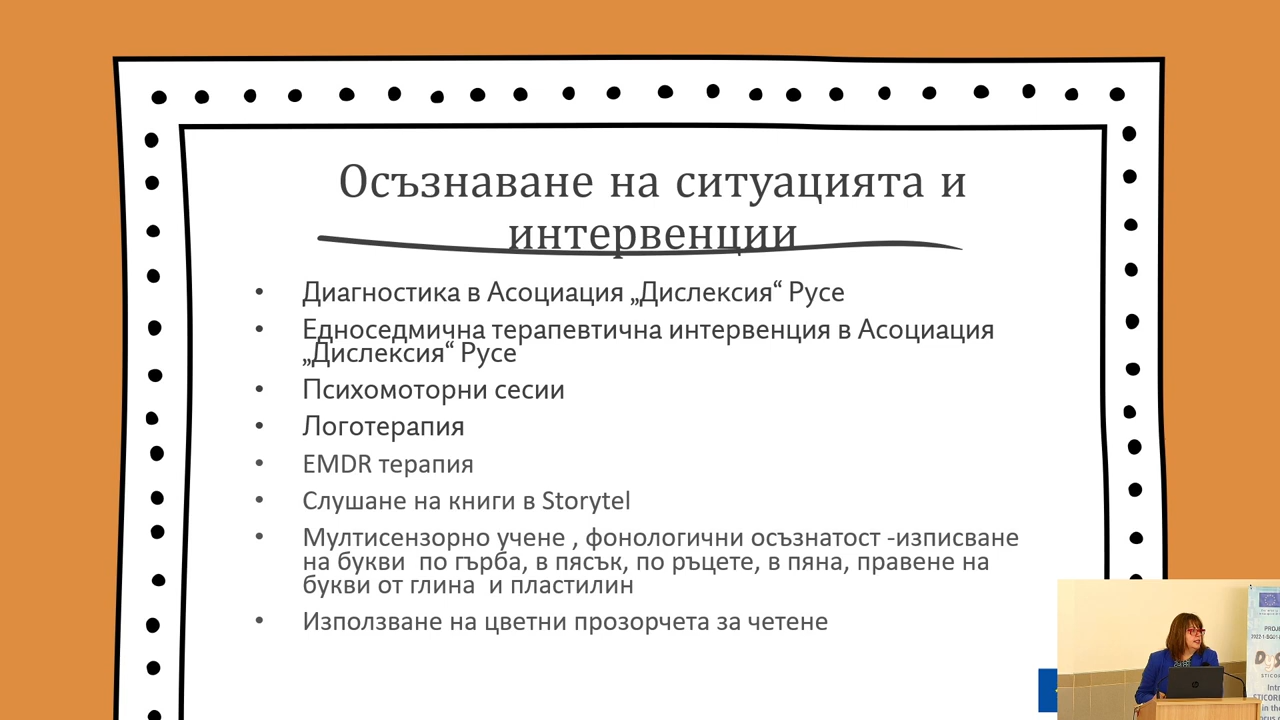 Осъзнаване на ситуацията и
интервенции
• Диагностика в Асоциация „Дислексия“ Русе
• Едноседмична терапевтична интервенция в Асоциация
„Дислексия“ Русе
• Психомоторни сесии
• Логотерапия
• EMDR терапия
• Слушане на книги в Storytel
• Мултисензорно учене , фонологични осъзнатост -изписване
на букви по гърба, в пясък, по ръцете, в пяна, правене на
букви от глина и пластилин
• Използване на цветни прозорчета за четене